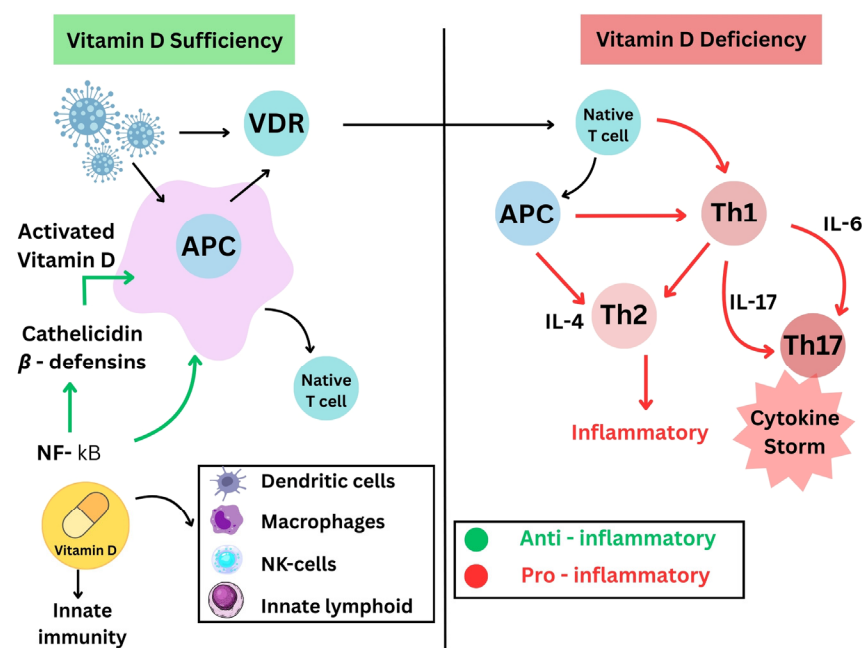 Vitamin D Sufficiency
VDR
APC
Activated
Vitamin D
Cathelicidin
β - defensins
Native
T cell
NF- kB
Vitamin D
Innate
immunity
Dendritic cells
Macrophages
NK-cells
Innate lymphoid
Vitamin D Deficiency
Native
T cell
APC
Th1
IL-6
IL-4
Th2
IL-17
Th17
Inflammatory
Cytokine
Storm
Anti - inflammatory
Pro - inflammatory